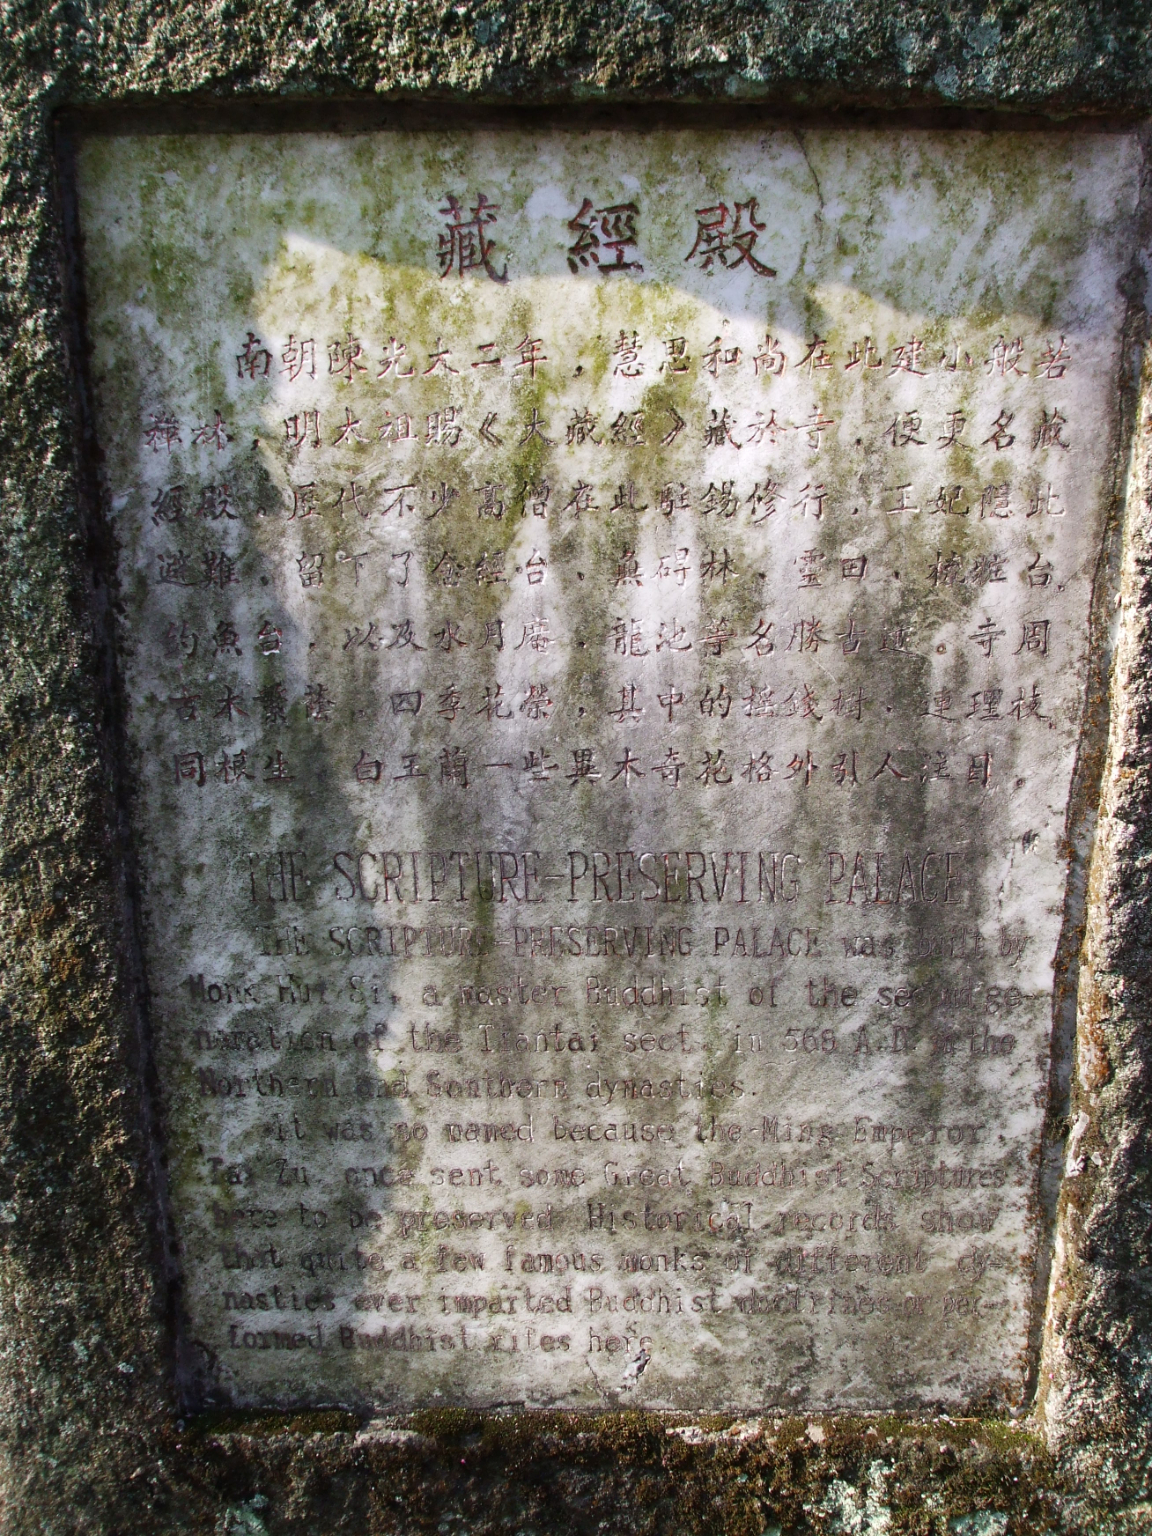 藏經殿
南朝陳光大二年，慧思和尚在此建小般若
禪林，明太祖賜《大藏經》藏於寺，便更名藏
經殿，歷代不少高僧在此駐錫修行，王妃隱此
避難，留下了念經台，無碍林，靈田，梳妝台，
钓魚台，以及水月庵，龍池等名勝古迹。寺周
古木 蔭，四季花榮，其中的摇錢樹，連理枝，
同根生 白玉蘭一些異木奇花格外引人注目。
THE SCRIPTURE-PRESERVING PALACE
THE SCRIPTURE-PRESERVING PALACE was built by
Monk Hui Si, a master Buddhist of the second ge-
naration of the Tiantai sect, in 568 A.D. the
Northern and Southern dynasties.
It was so named because the Ming Emperor,
Tai Zu, once sent some Great Buddhist Scriptures
here to be preserved. Historical records show
that quite a few famous monks of different dy-
nasties ever imparted Buddhist doctrines or per-
formed Buddhist rites here